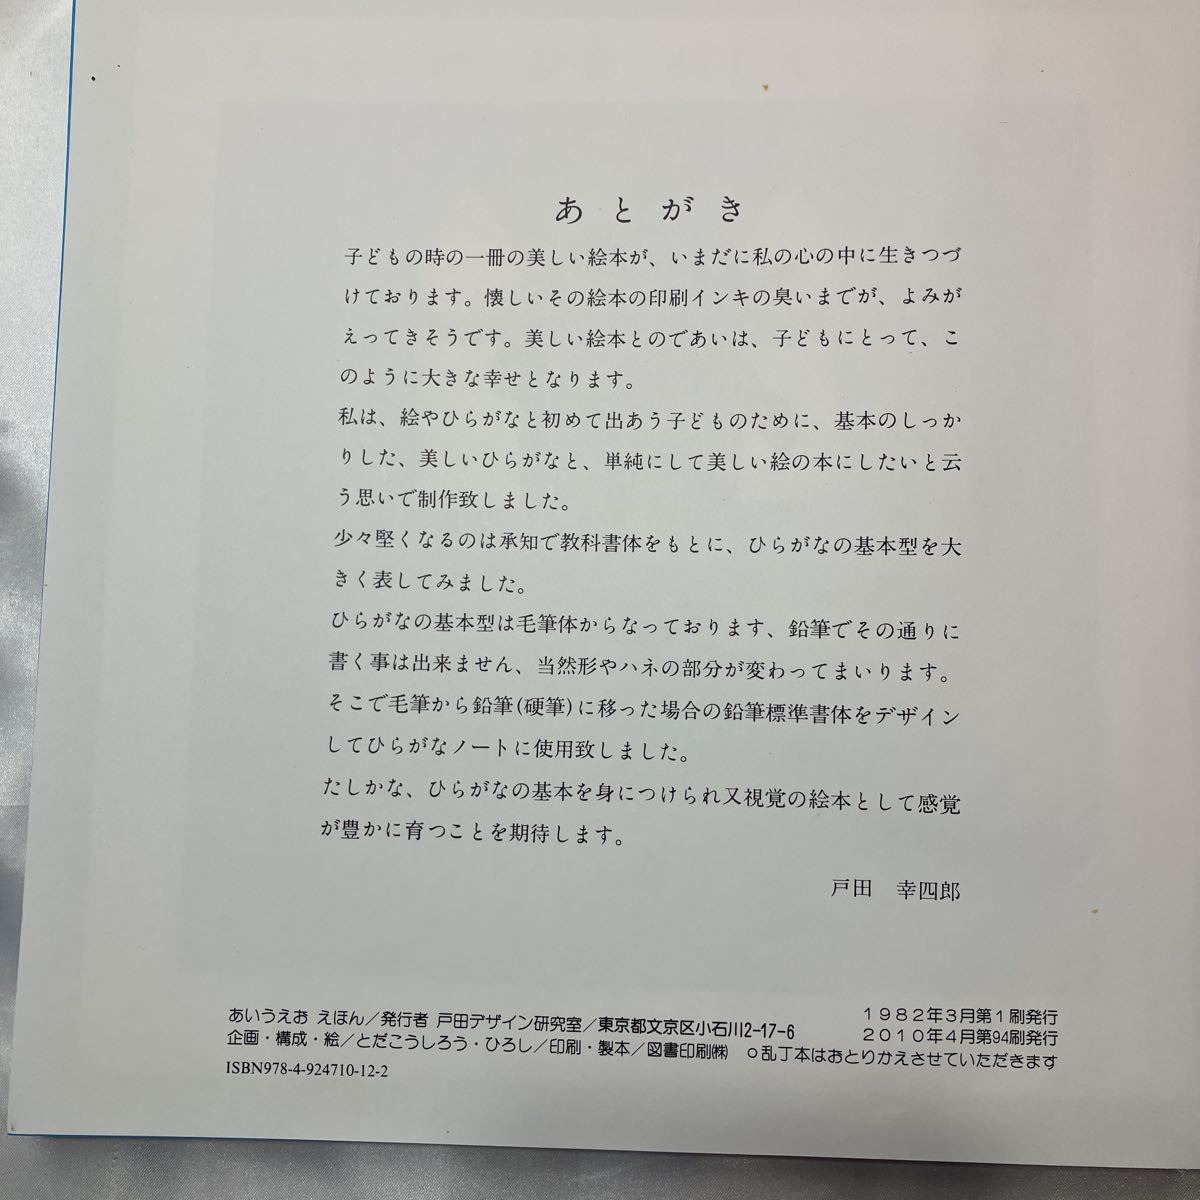 あとがき
子どもの時の一冊の美しい絵本が、いまだに私の心の中に生きつづ
けております。懐しいその絵本の印刷インキの臭いまでが、よみが
えってきそうです。美しい絵本とのであいは、子どもにとって、こ
のように大きな幸せとなります。
私は、絵やひらがなと初めて出あう子どものために、基本のしっか
りした、美しいひらがなと、単純にして美しい絵の本にしたいと云
う思いで制作致しました。
少々堅くなるのは承知で教科書体をもとに、ひらがなの基本型を大
きく表してみました。
ひらがなの基本型は毛筆体からなっております、鉛筆でその通りに
書く事は出来ません、当然形やハネの部分が変わってまいります。
そこで毛筆から鉛筆(硬筆)に移った場合の鉛筆標準書体をデザイン
してひらがなノートに使用致しました。
たしかな、ひらがなの基本を身につけられ又視覚の絵本として感覚
が豊かに育つことを期待します。
戸田　幸四郎
あいうえお えほん/発行者 戸田デザイン研究室/東京都文京区小石川2-17-6 1982年3月第1刷発行
2010年4月第94刷発行
企画・構成・絵/とだこうしろう・ひろし/印刷・製本/図書印刷㈱ ○乱丁本はおとりかえさせていただきます
ISBN978-4-924710-12-2